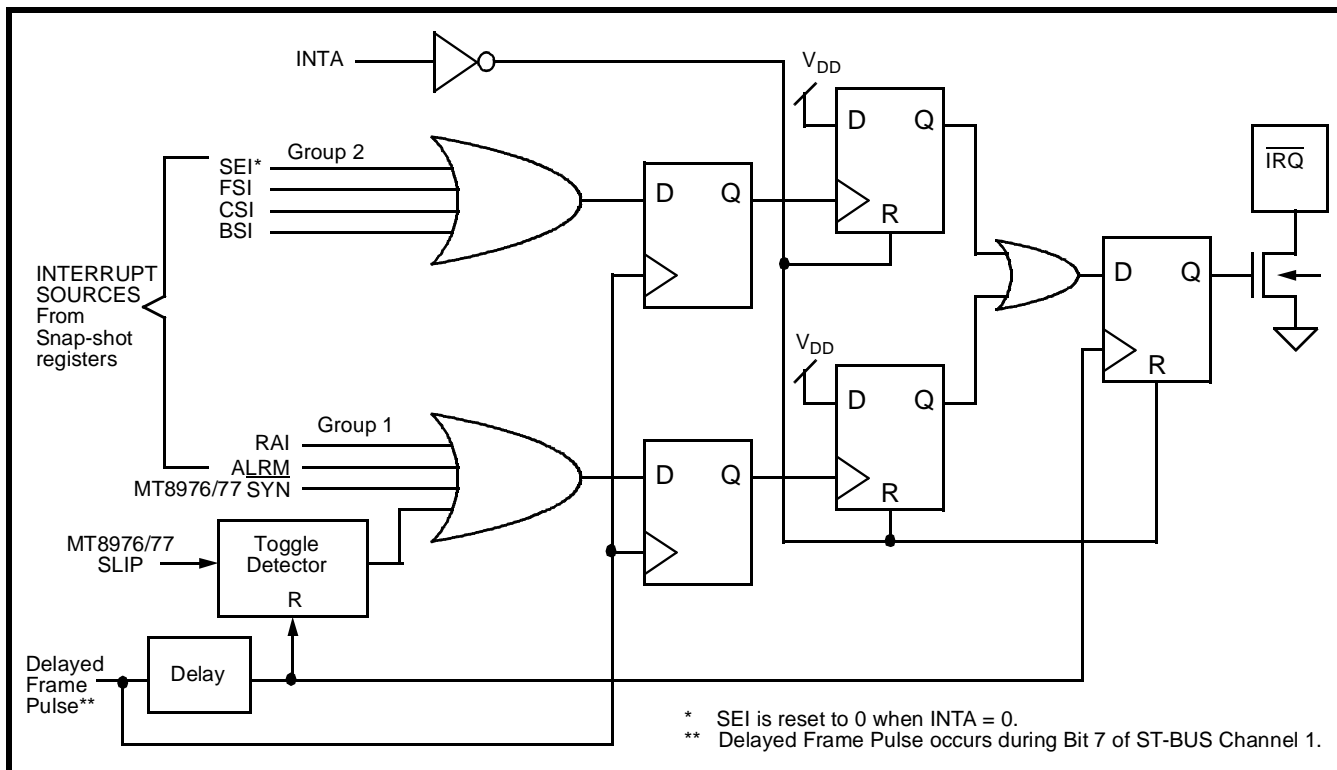 INTA
V_DD
D Q
R
IRQ
Group 2
SEI*
FSI
CSI
BSI
D Q
INTERRUPT
SOURCES
From
Snap-shot
registers
D Q
R
V_DD
D Q
R
Group 1
RAI
ALRM
MT8976/77 SYN
D Q
MT8976/77
SLIP
Toggle
Detector
R
Delayed
Frame
Pulse**
Delay
* SEI is reset to 0 when INTA = 0.
** Delayed Frame Pulse occurs during Bit 7 of ST-BUS Channel 1.